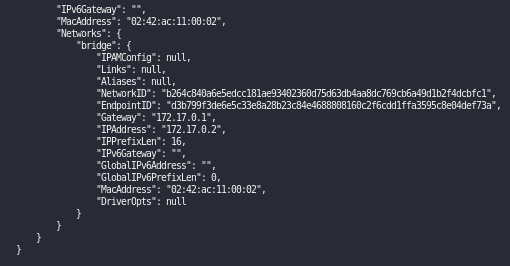 "IPv6Gateway": "",
"MacAddress": "02:42:ac:11:00:02",
"Networks": {
"bridge": {
"IPAMConfig": null,
"Links": null,
"Aliases": null,
"NetworkID": "b264c840a6e5edcc181ae93402360d75d63db4aa8dc769cb6a49d1b2f4dcbfc1",
"EndpointID": "d3b799f3de6e5c33e8a28b23c84e4688808160c2f6cdd1ffa3595c8e04def73a",
"Gateway": "172.17.0.1",
"IPAddress": "172.17.0.2",
"IPPrefixLen": 16,
"IPv6Gateway": "",
"GlobalIPv6Address": "",
"GlobalIPv6PrefixLen": 0,
"MacAddress": "02:42:ac:11:00:02",
"DriverOpts": null
}
}
}
}